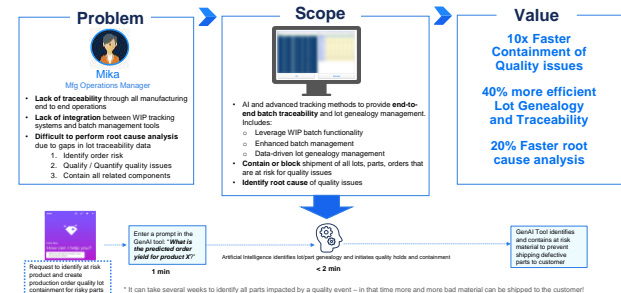 Problem
Mika
Mfg Operations Manager
• Lack of traceability through all manufacturing
end to end operations
• Lack of integration between WIP tracking
systems and batch management tools
• Difficult to perform root cause analysis
due to gaps in lot traceability data
1. Identify order risk
2. Qualify / Quantify quality issues
3. Contain all related components
Scope
• AI and advanced tracking methods to provide end-to-
end batch traceability and lot genealogy management.
Includes:
o Leverage WIP batch functionality
o Enhanced batch management
o Data-driven lot genealogy management
• Contain or block shipment of all lots, parts, orders that
are at risk for quality issues
• Identify root cause of quality issues
Value
10x Faster
Containment of
Quality issues
40% more efficient
Lot Genealogy
and Traceability
20% Faster root
cause analysis
How can I help you?
Request to identify at risk
product and create
production order quality lot
containment for risky parts
Enter a prompt in the
GenAI tool: "What is
the predicted order
yield for product X?"
1 min
Artificial Intelligence identifies lot/part genealogy and initiates quality holds and containment
< 2 min
GenAI Tool identifies
and contains at risk
material to prevent
shipping defective
parts to customer
* It can take several weeks to identify all parts impacted by a quality event – in that time more and more bad material can be shipped to the customer!